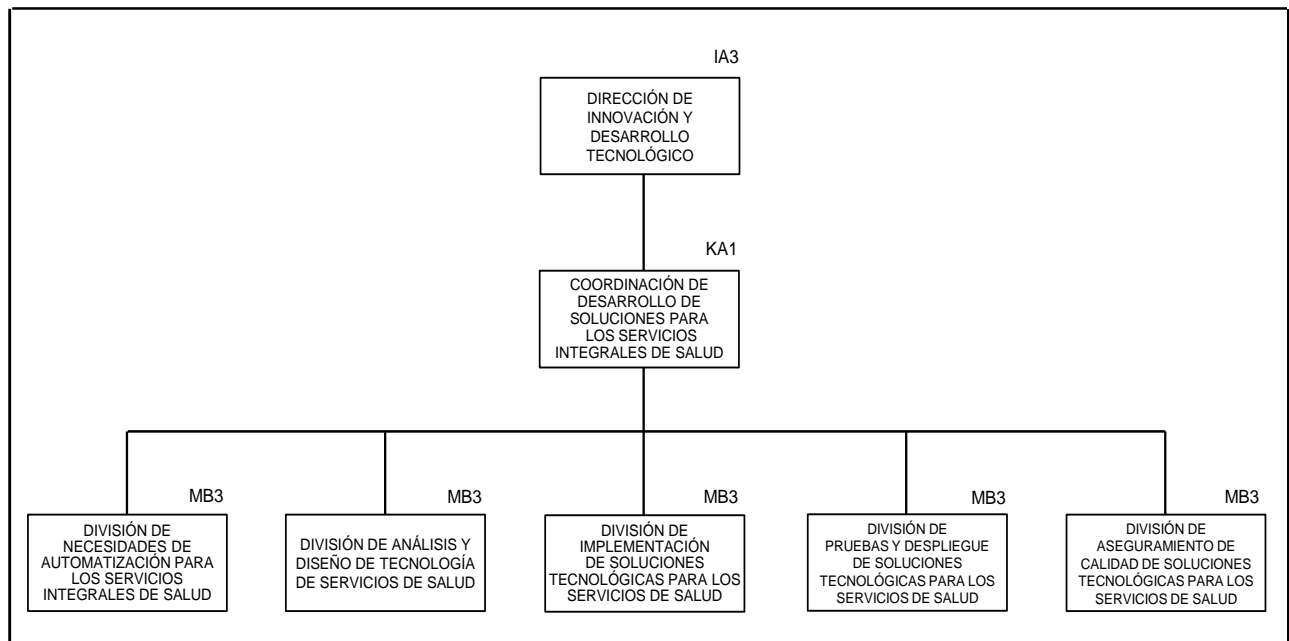 IA3
DIRECCIÓN DE
INNOVACIÓN Y
DESARROLLO
TECNOLÓGICO
KA1
COORDINACIÓN DE
DESARROLLO DE
SOLUCIONES PARA
LOS SERVICIOS
INTEGRALES DE SALUD
MB3
DIVISIÓN DE
NECESIDADES DE
AUTOMATIZACIÓN PARA
LOS SERVICIOS
INTEGRALES DE SALUD
MB3
DIVISIÓN DE ANÁLISIS Y
DISEÑO DE TECNOLOGÍA
DE SERVICIOS DE SALUD
MB3
DIVISIÓN DE
IMPLEMENTACIÓN
DE SOLUCIONES
TECNOLÓGICAS PARA LOS
SERVICIOS DE SALUD
MB3
DIVISIÓN DE
PRUEBAS Y DESPLIEGUE
DE SOLUCIONES
TECNOLÓGICAS PARA LOS
SERVICIOS DE SALUD
MB3
DIVISIÓN DE
ASEGURAMIENTO DE
CALIDAD DE SOLUCIONES
TECNOLÓGICAS PARA LOS
SERVICIOS DE SALUD